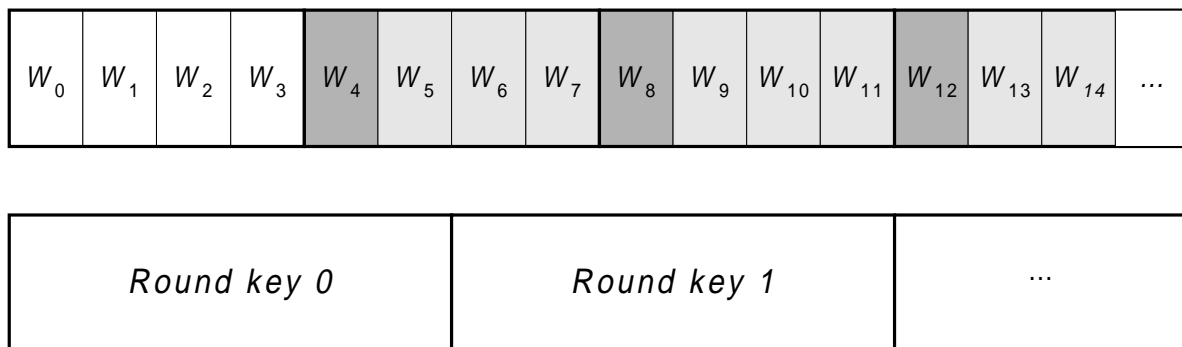 W₀ W₁ W₂ W₃ W₄ W₅ W₆ W₇ W₈ W₉ W₁₀ W₁₁ W₁₂ W₁₃ W₁₄ ...
Round key 0 Round key 1 ...